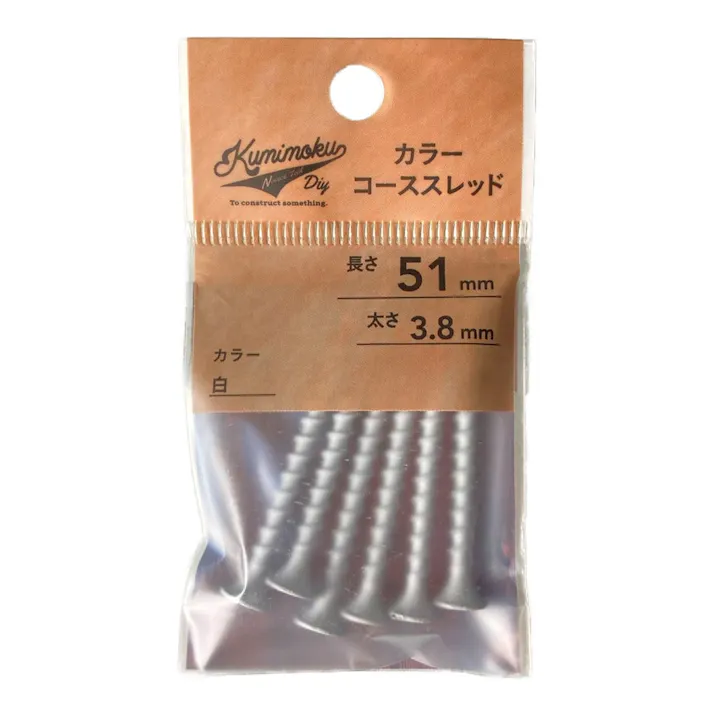 Kumimoku
Diy
To construct something.
カラー
コーススレッド
長さ 51 mm
太さ 3.8 mm
カラー
白